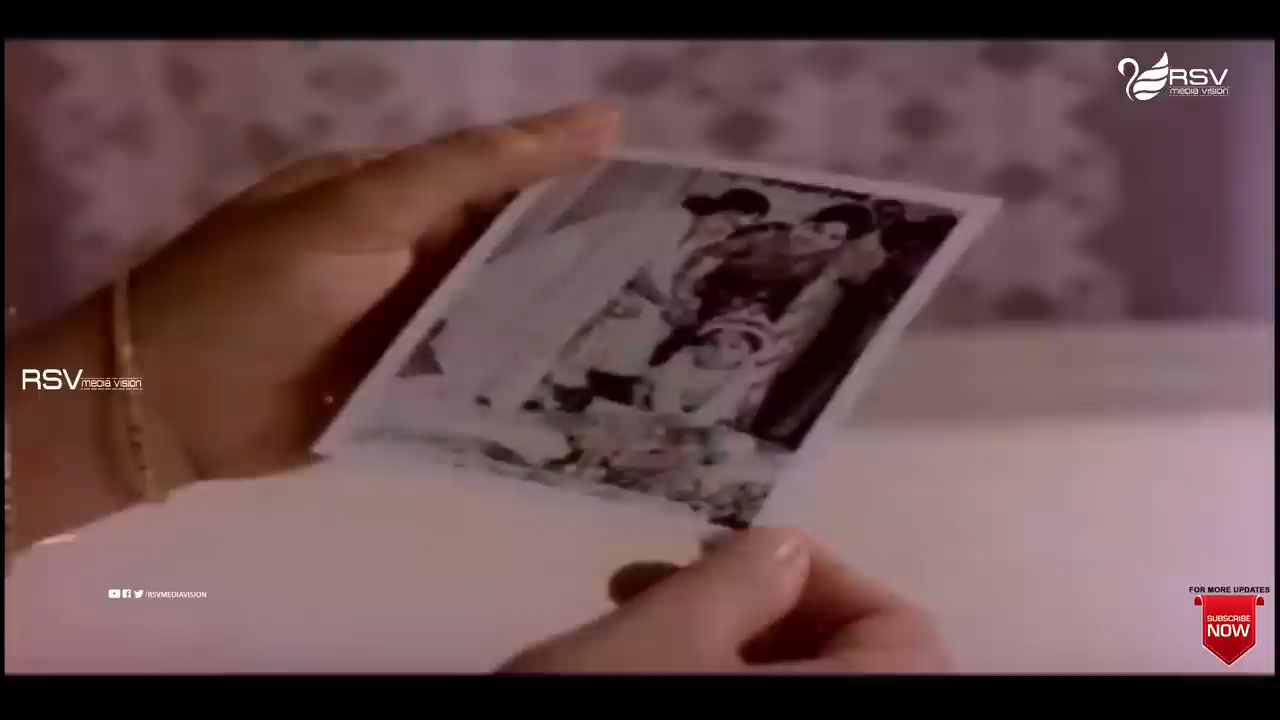 RSV
media vision
RSV media vision
/RSVMEDIAVISION
FOR MORE UPDATES
SUBSCRIBE
NOW